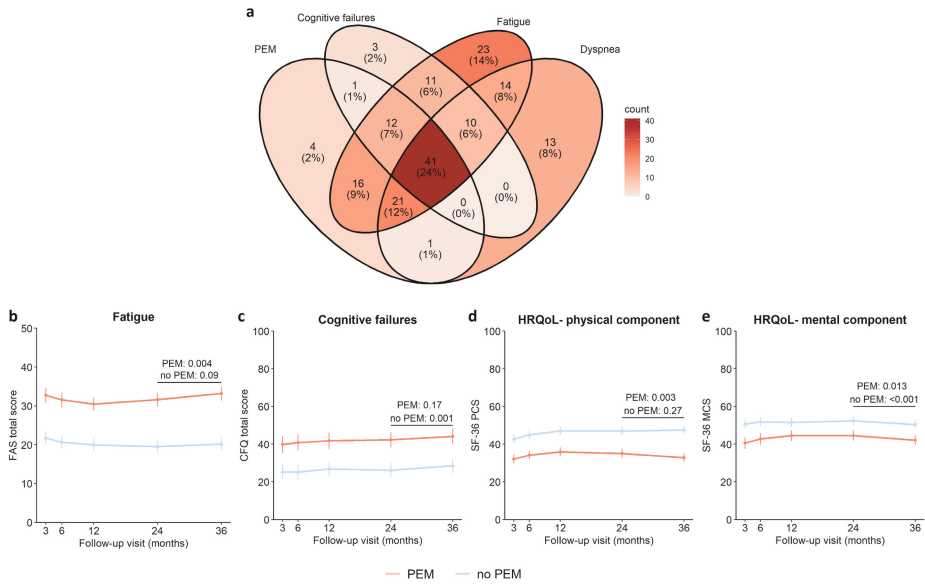 a
Cognitive failures
Fatigue
PEM
Dyspnea
3
(2%)
23
(14%)
1
(1%)
11
(6%)
14
(8%)
12
(7%)
10
(6%)
4
(2%)
13
(8%)
41
(24%)
16
(9%)
0
(0%)
21
(12%)
0
(0%)
1
(1%)
count
40
30
20
10
0
b
Fatigue
FAS total score
50
40
30
20
10
0
PEM: 0.004
no PEM: 0.09
3 6 12 24 36
Follow-up visit (months)
c
Cognitive failures
CFQ total score
100
80
60
40
20
0
PEM: 0.17
no PEM: 0.001
3 6 12 24 36
Follow-up visit (months)
d
HRQoL- physical component
SF-36 PCS
100
80
60
40
20
0
PEM: 0.003
no PEM: 0.27
3 6 12 24 36
Follow-up visit (months)
e
HRQoL- mental component
SF-36 MCS
100
80
60
40
20
0
PEM: 0.013
no PEM: <0.001
3 6 12 24 36
Follow-up visit (months)
PEM
no PEM